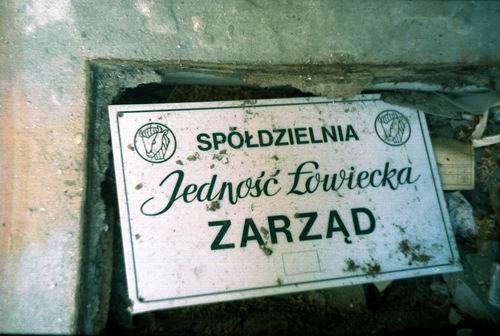 SPÓŁDZIELNIA
Jedność Łowiecka
ZARZĄD